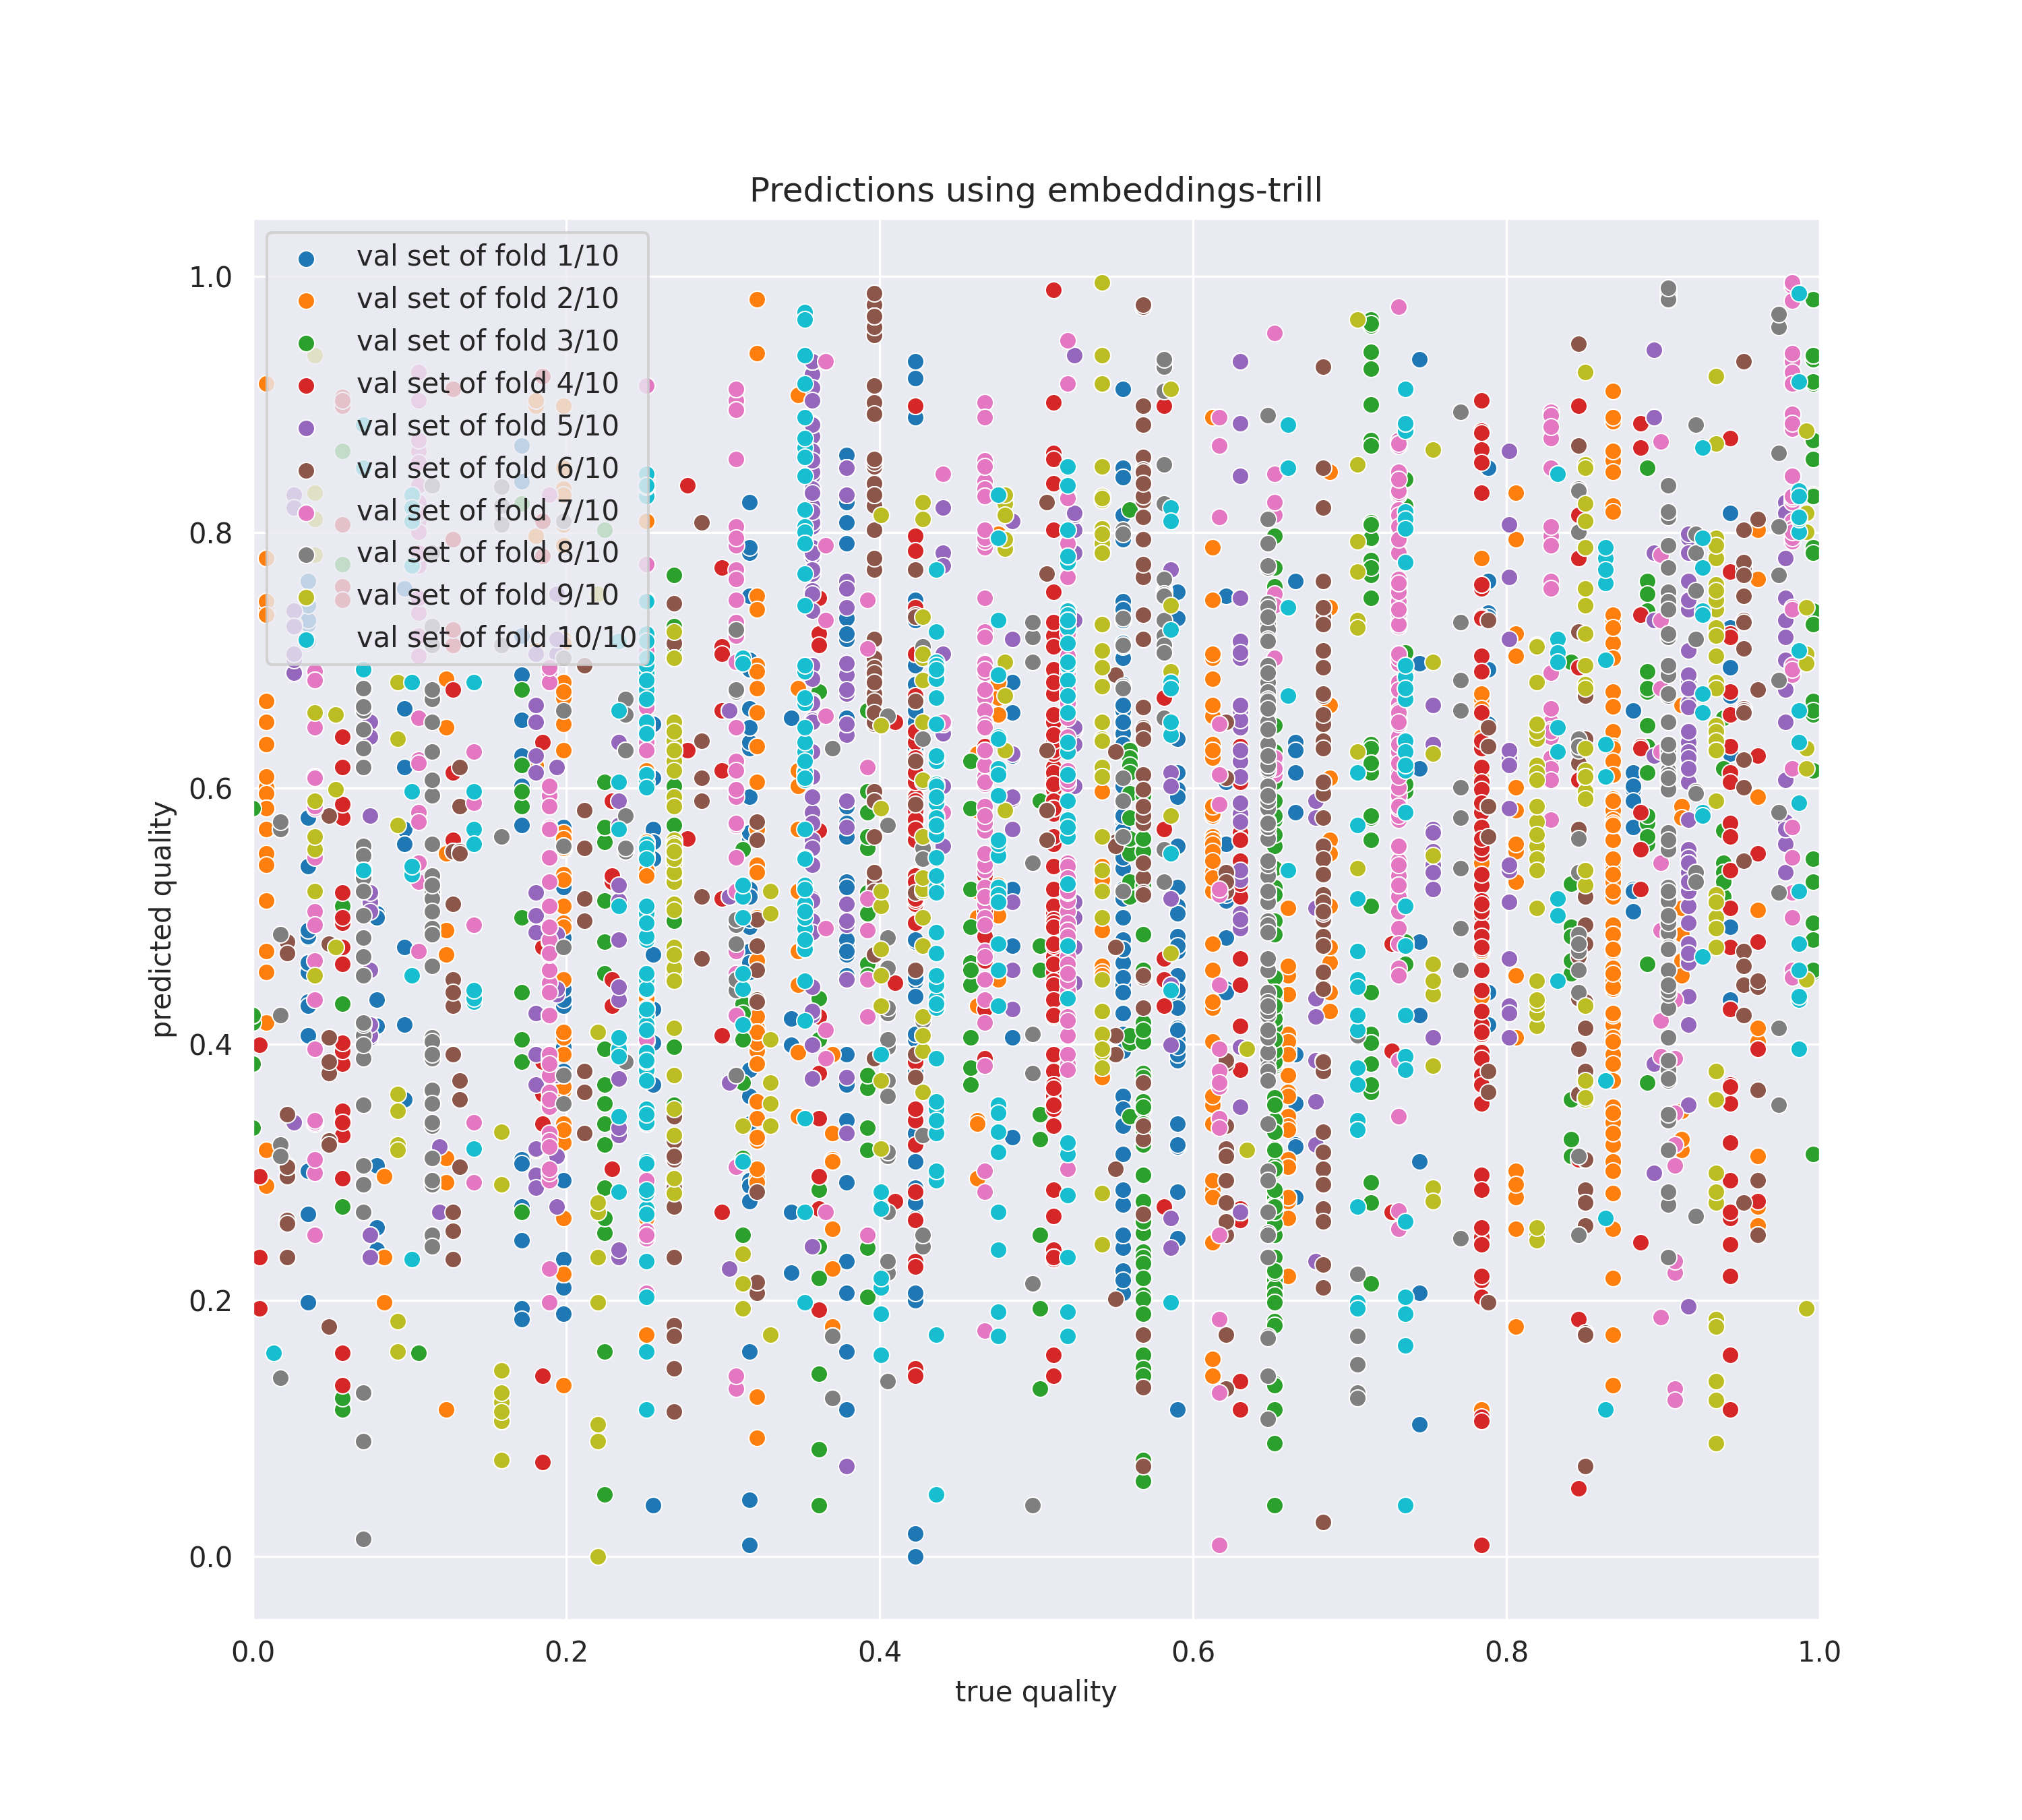 Predictions using embeddings-trill
val set of fold 1/10
val set of fold 2/10
val set of fold 3/10
val set of fold 4/10
val set of fold 5/10
val set of fold 6/10
val set of fold 7/10
val set of fold 8/10
val set of fold 9/10
val set of fold 10/10
1.0
0.8
0.6
0.4
0.2
0.0
predicted quality
0.0 0.2 0.4 0.6 0.8 1.0
true quality